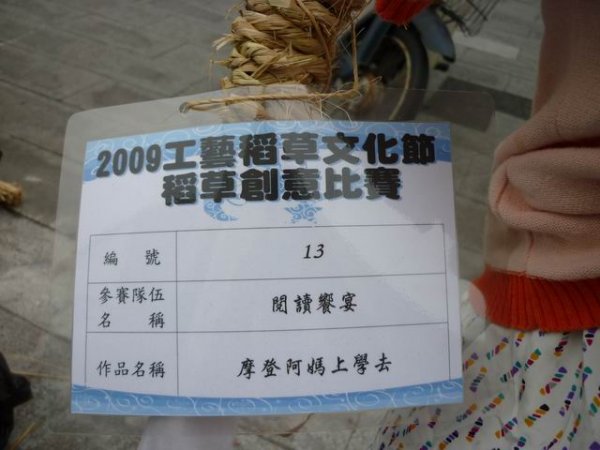 2009工藝稻草文化節
稻草創意比賽
編號 13
參賽隊伍
名稱 閱讀饗宴
作品名稱 摩登阿媽上學去